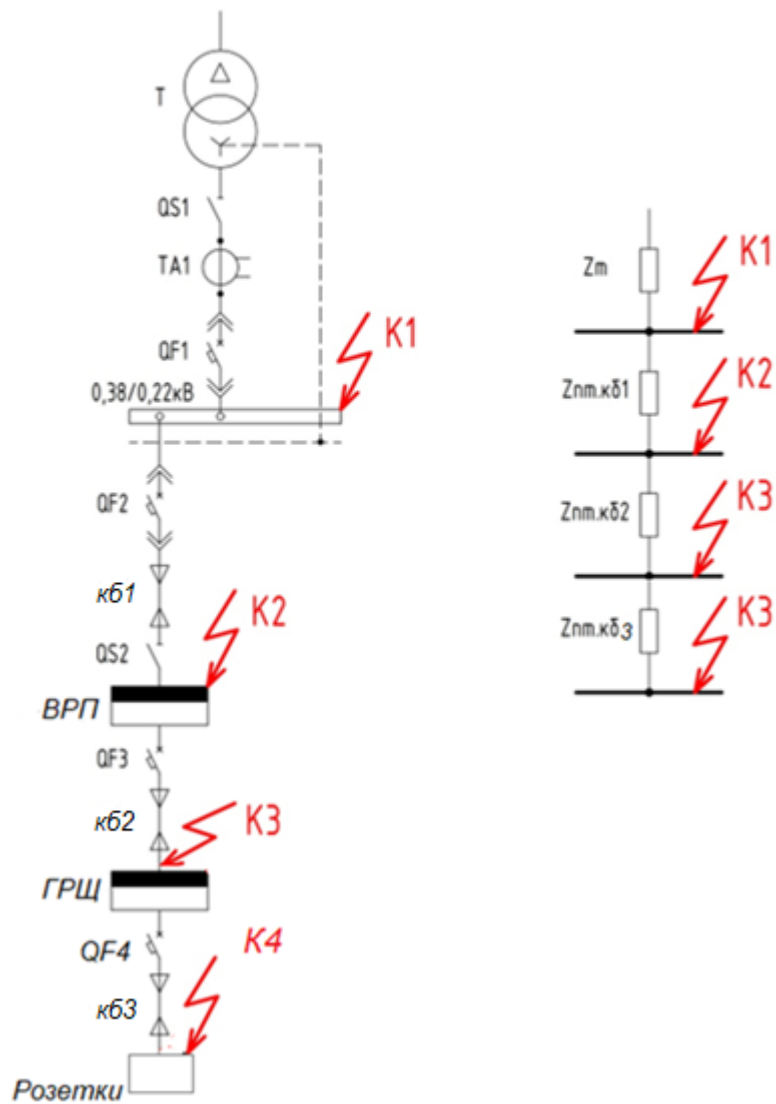 T
QS1
TA1
QF1
K1
0,38/0,22кВ
QF2
кб1
K2
QS2
ВРП
QF3
кб2
K3
ГРЩ
QF4
K4
кб3
Розетки
Zт
K1
Zпт.кб1
K2
Zпт.кб2
K3
Zпт.кб3
K3